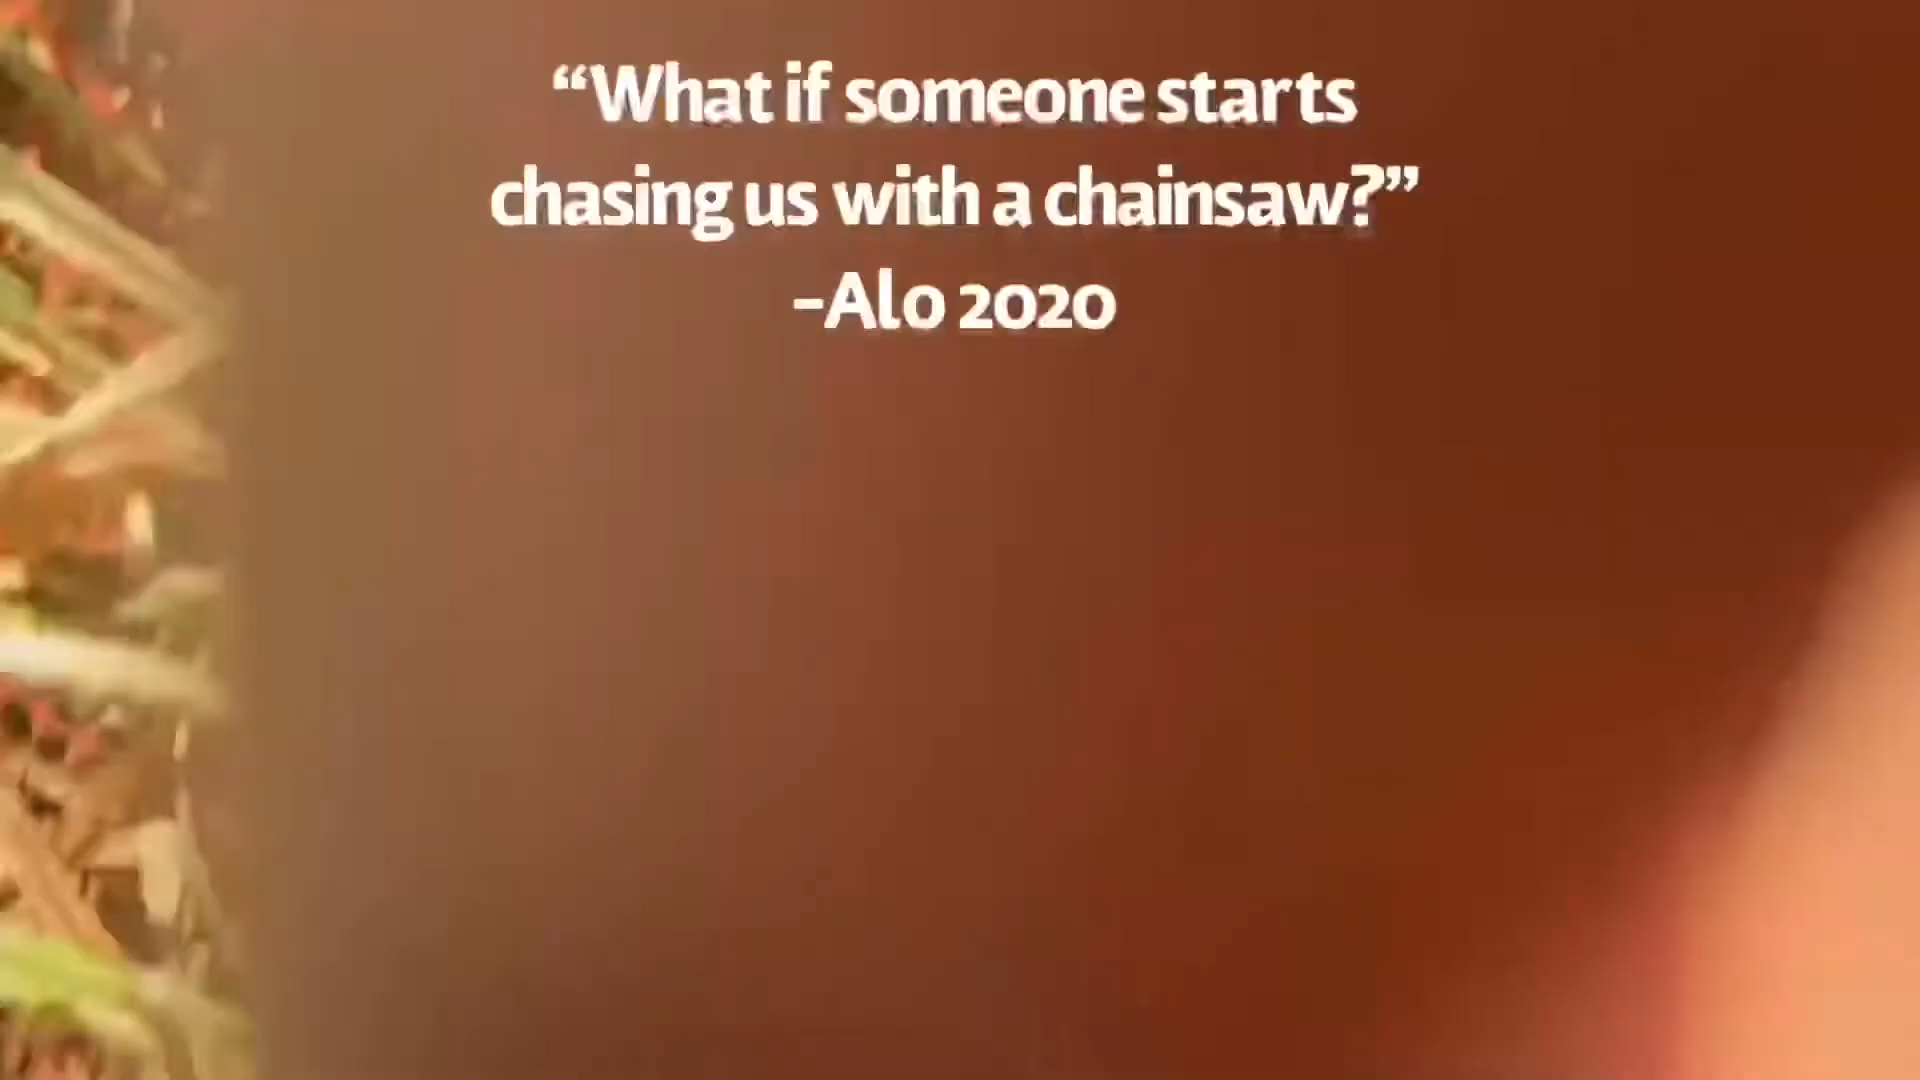 “What if someone starts
chasing us with a chainsaw?”
-Alo 2020